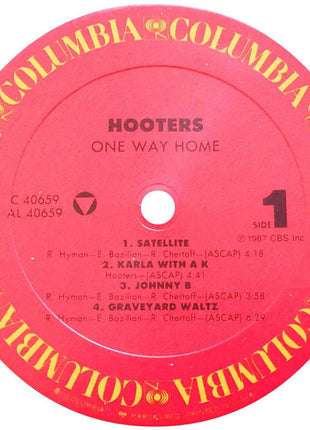 COLUMBIA COLUMBIA
HOOTERS
ONE WAY HOME
C 40659
AL 40659
SIDE 1
℗ 1987 CBS Inc.
1. SATELLITE
R. Hyman—E. Bazilian—R. Chertoff—(ASCAP) 4:18
2. KARLA WITH A K
Hooters—(ASCAP) 4:41
3. JOHNNY B
R. Hyman—E. Bazilian—R. Chertoff—(ASCAP) 3:58
4. GRAVEYARD WALTZ
R. Hyman—E. Bazilian—R. Chertoff—(ASCAP) 6:29
COLUMBIA COLUMBIA